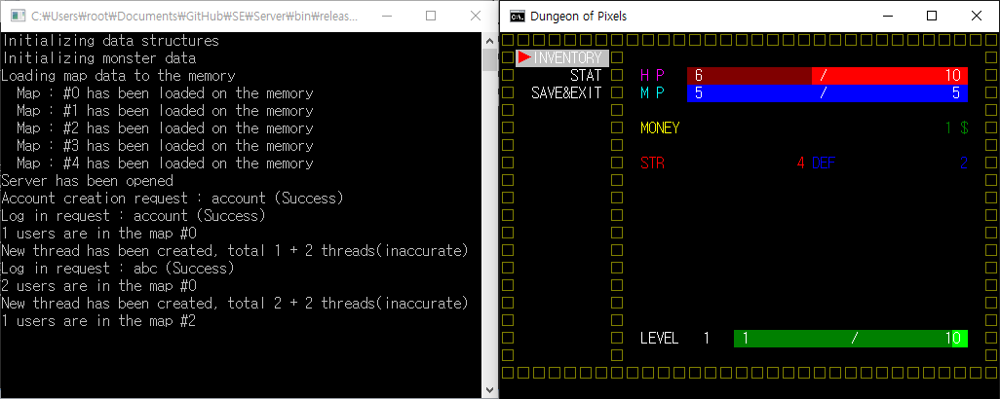 C:₩Users₩root₩Documents₩GitHub₩SE₩Server₩bin₩releas...
Initializing data structures
Initializing monster data
Loading map data to the memory
Map : #0 has been loaded on the memory
Map : #1 has been loaded on the memory
Map : #2 has been loaded on the memory
Map : #3 has been loaded on the memory
Map : #4 has been loaded on the memory
Server has been opened
Account creation request : account (Success)
Log in request : account (Success)
1 users are in the map #0
New thread has been created, total 1 + 2 threads(inaccurate)
Log in request : abc (Success)
2 users are in the map #0
New thread has been created, total 2 + 2 threads(inaccurate)
1 users are in the map #2
Dungeon of Pixels
INVENTORY
STAT
SAVE&EXIT
H P 6 / 10
M P 5 / 5
MONEY 1 $
STR 4 DEF 2
LEVEL 1 1 / 10